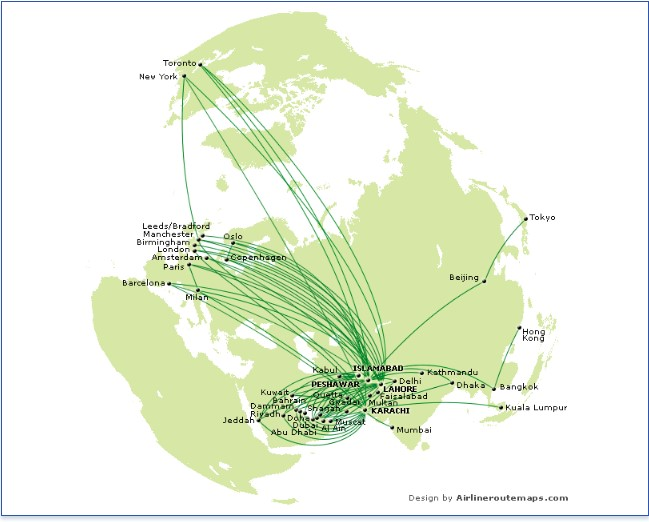 Toronto
New York
Tokyo
Leeds/Bradford
Manchester
Oslo
Birmingham
London
Amsterdam
Copenhagen
Paris
Beijing
Barcelona
Milan
Hong
Kong
Kabul
ISLAMABAD
Kathmandu
PESHAWAR
Delhi
Dhaka
Bangkok
LAHORE
Kuwait
Quetta
Faisalabad
Bahrain
Gwadar
Multan
Dammam
Sharjah
KARACHI
Kuala Lumpur
Riyadh
Doha
Jeddah
Dubai
Muscat
Al Ain
Abu Dhabi
Mumbai
Design by Airlineroutemaps.com